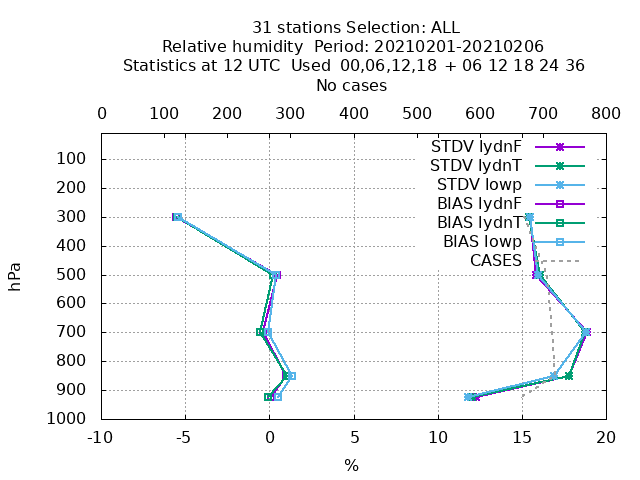 31 stations Selection: ALL
Relative humidity  Period: 20210201-20210206
Statistics at 12 UTC  Used 00,06,12,18 + 06 12 18 24 36
No cases
0 100 200 300 400 500 600 700 800
STDV lydnF
STDV lydnT
STDV lowp
BIAS lydnF
BIAS lydnT
BIAS lowp
CASES
100
200
300
400
500
600
700
800
900
1000
hPa
-10 -5 0 5 10 15 20
%